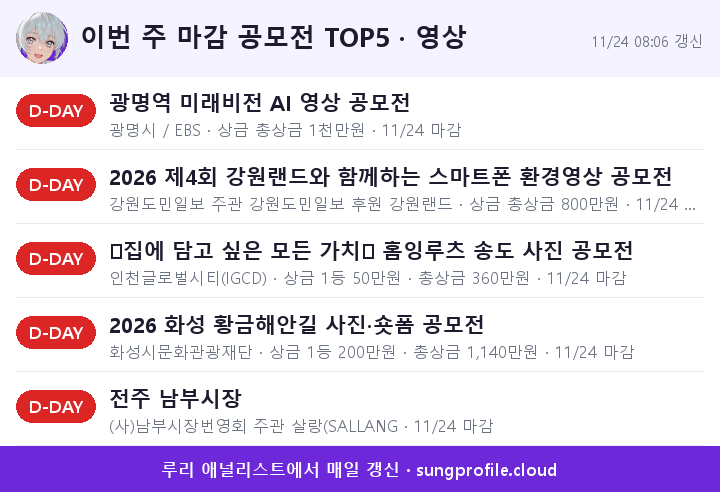 이번 주 마감 공모전 TOP5 · 영상
11/24 08:06 갱신
D-DAY
광명역 미래비전 AI 영상 공모전
광명시 / EBS · 상금 총상금 1천만원 · 11/24 마감
D-DAY
2026 제4회 강원랜드와 함께하는 스마트폰 환경영상 공모전
강원도민일보 주관 강원도민일보 후원 강원랜드 · 상금 총상금 800만원 · 11/24 ...
D-DAY
집에 담고 싶은 모든 가치 홈잉루츠 송도 사진 공모전
인천글로벌시티(IGCD) · 상금 1등 50만원 · 총상금 360만원 · 11/24 마감
D-DAY
2026 화성 황금해안길 사진·숏폼 공모전
화성시문화관광재단 · 상금 1등 200만원 · 총상금 1,140만원 · 11/24 마감
D-DAY
전주 남부시장
(사)남부시장번영회 주관 살랑(SALLANG · 11/24 마감
루리 애널리스트에서 매일 갱신 · sungprofile.cloud